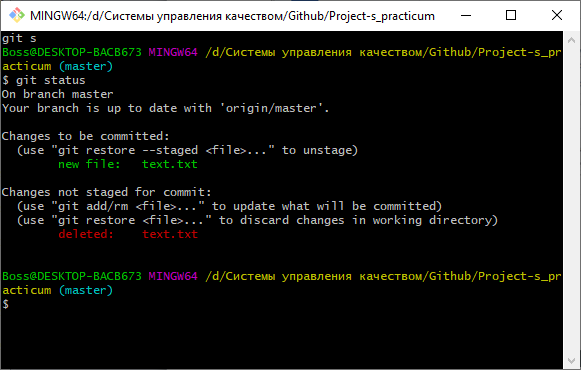 MINGW64:/d/Системы управления качеством/Github/Project-s_practicum
git s
Boss@DESKTOP-BACB673 MINGW64 /d/Системы управления качеством/Github/Project-s_pr
acticum (master)
$ git status
On branch master
Your branch is up to date with 'origin/master'.
Changes to be committed:
(use "git restore --staged <file>..." to unstage)
new file:   text.txt
Changes not staged for commit:
(use "git add/rm <file>..." to update what will be committed)
(use "git restore <file>..." to discard changes in working directory)
deleted:    text.txt
Boss@DESKTOP-BACB673 MINGW64 /d/Системы управления качеством/Github/Project-s_pr
acticum (master)
$